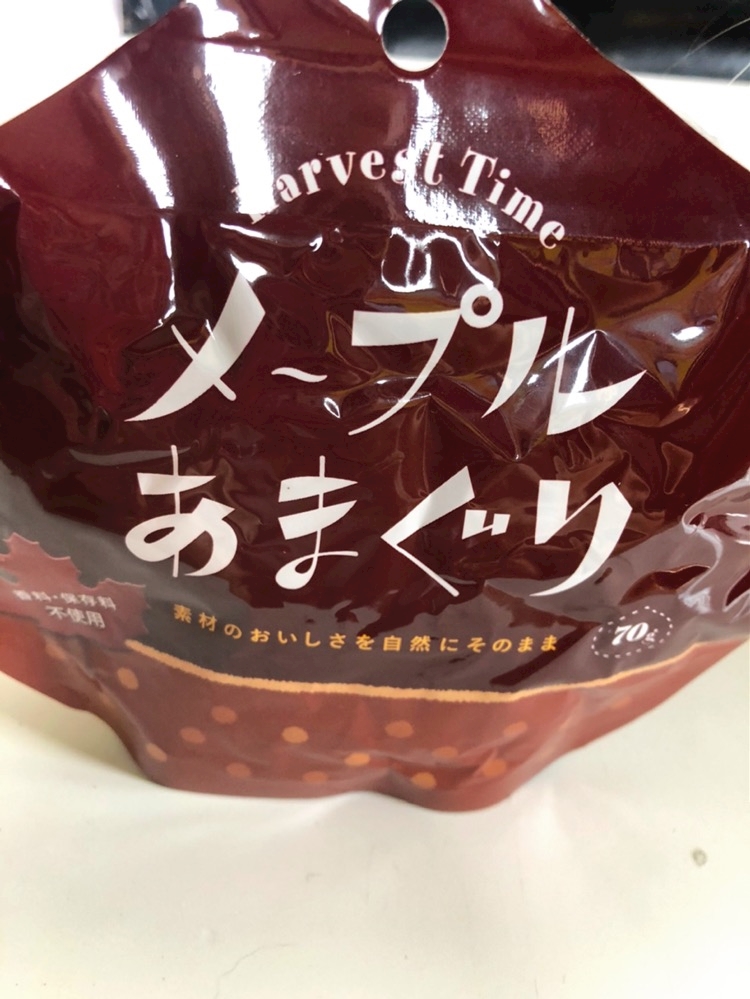 Harvest Time
メープル
あまぐり
香料・保存料
不使用
素材のおいしさを自然にそのまま
70g